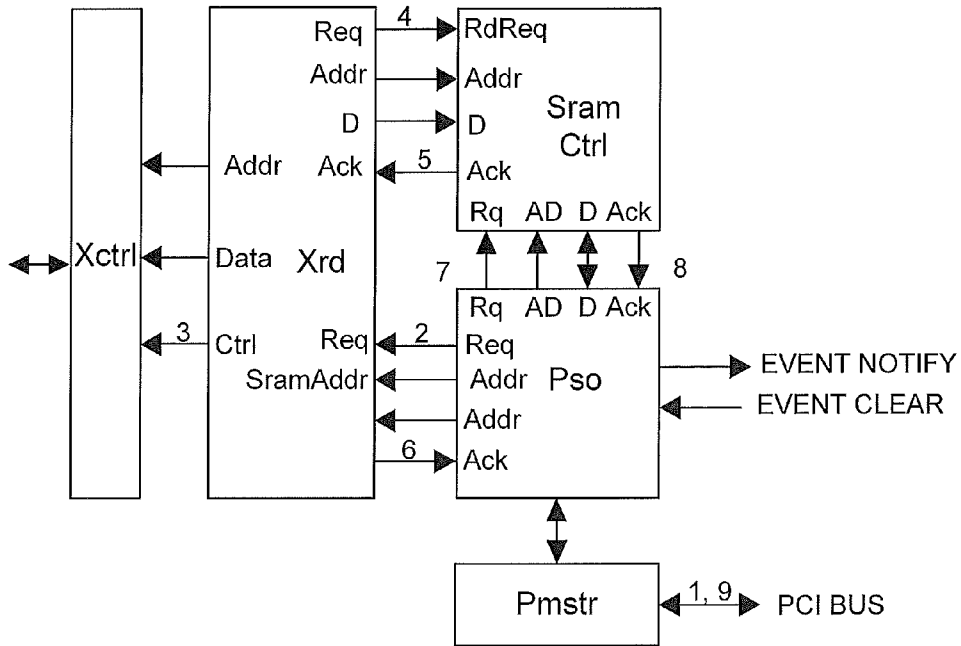 Req 4 RdReq
Addr Addr
D D
Sram
Ctrl
Addr Ack 5 Ack
Rq AD D Ack
Xctrl Data Xrd
7 8
Rq AD D Ack
3 Ctrl Req 2 Req
SramAddr Addr Pso
EVENT NOTIFY
Addr EVENT CLEAR
6 Ack
Pmstr 1, 9 PCI BUS